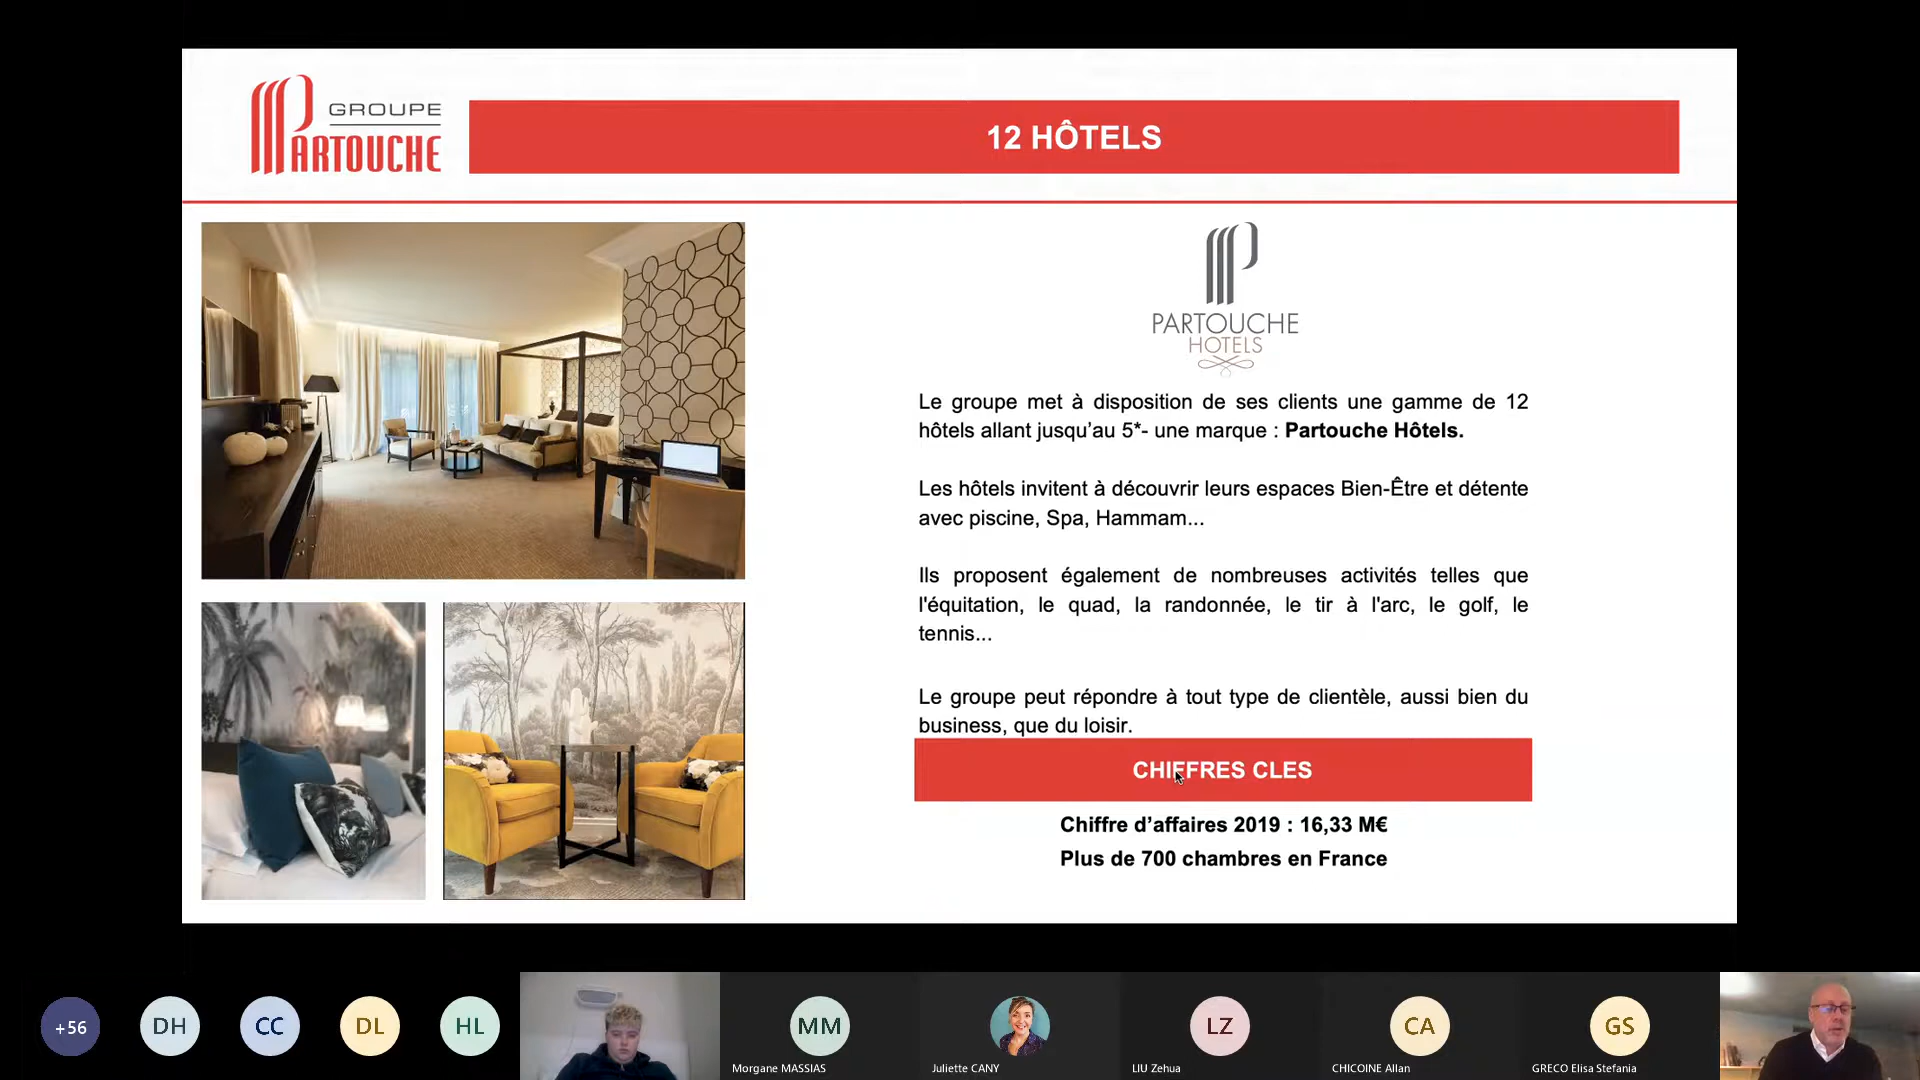 GROUPE
PARTOUCHE
12 HÔTELS
PARTOUCHE
HOTELS
Le groupe met à disposition de ses clients une gamme de 12
hôtels allant jusqu’au 5*- une marque : Partouche Hôtels.
Les hôtels invitent à découvrir leurs espaces Bien-Être et détente
avec piscine, Spa, Hammam...
Ils proposent également de nombreuses activités telles que
l'équitation, le quad, la randonnée, le tir à l'arc, le golf, le
tennis...
Le groupe peut répondre à tout type de clientèle, aussi bien du
business, que du loisir.
CHIFFRES CLES
Chiffre d’affaires 2019 : 16,33 M€
Plus de 700 chambres en France
+56
DH
CC
DL
HL
MM
LZ
CA
GS
Morgane MASSIAS
Juliette CANY
LIU Zehua
CHICOINE Allan
GRECO Elisa Stefania